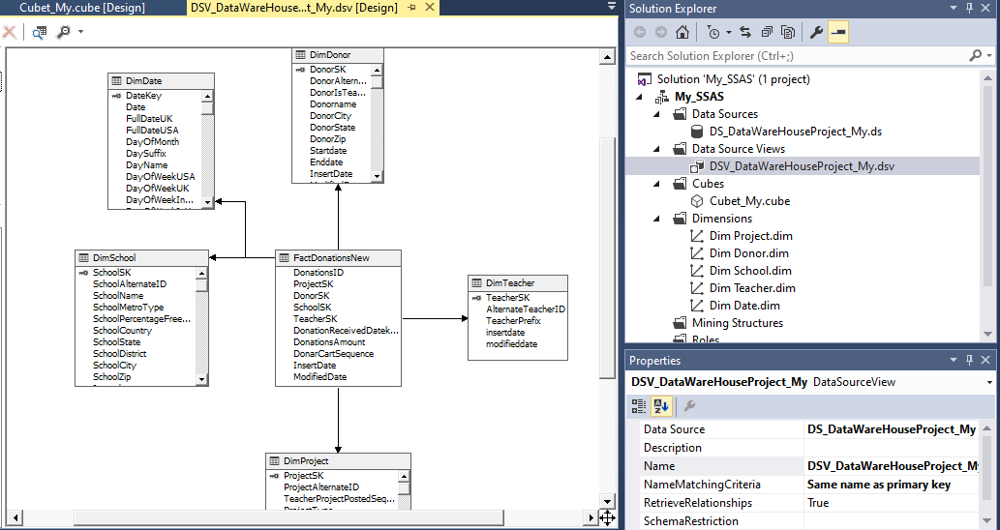 Cubet_My.cube [Design]
DSV_DataWareHouse...t_My.dsv [Design]
DimDate
DateKey
Date
FullDateUK
FullDateUSA
DayOfMonth
DaySuffix
DayName
DayOfWeekUSA
DayOfWeekUK
DayOfWeekIn...
DimDonor
DonorSK
DonorAltern...
DonorIsTea...
Donorname
DonorCity
DonorState
DonorZip
Startdate
Enddate
InsertDate
DimSchool
SchoolSK
SchoolAlternateID
SchoolName
SchoolMetroType
SchoolPercentageFree...
SchoolCountry
SchoolState
SchoolDistrict
SchoolCity
SchoolZip
FactDonationsNew
DonationsID
ProjectSK
DonorSK
SchoolSK
TeacherSK
DonationReceivedDatek...
DonationsAmount
DonarCartSequence
InsertDate
ModifiedDate
DimTeacher
TeacherSK
AlternateTeacherID
TeacherPrefix
insertdate
modifieddate
DimProject
ProjectSK
ProjectAlternateID
TeacherProjectPostedSeq...
ProjectType
Solution Explorer
Search Solution Explorer (Ctrl+;)
Solution 'My_SSAS' (1 project)
My_SSAS
Data Sources
DS_DataWareHouseProject_My.ds
Data Source Views
DSV_DataWareHouseProject_My.dsv
Cubes
Cubet_My.cube
Dimensions
Dim Project.dim
Dim Donor.dim
Dim School.dim
Dim Teacher.dim
Dim Date.dim
Mining Structures
Roles
Properties
DSV_DataWareHouseProject_My DataSourceView
Data Source DS_DataWareHouseProject_My
Description
Name DSV_DataWareHouseProject_My
NameMatchingCriteria Same name as primary key
RetrieveRelationships True
SchemaRestriction